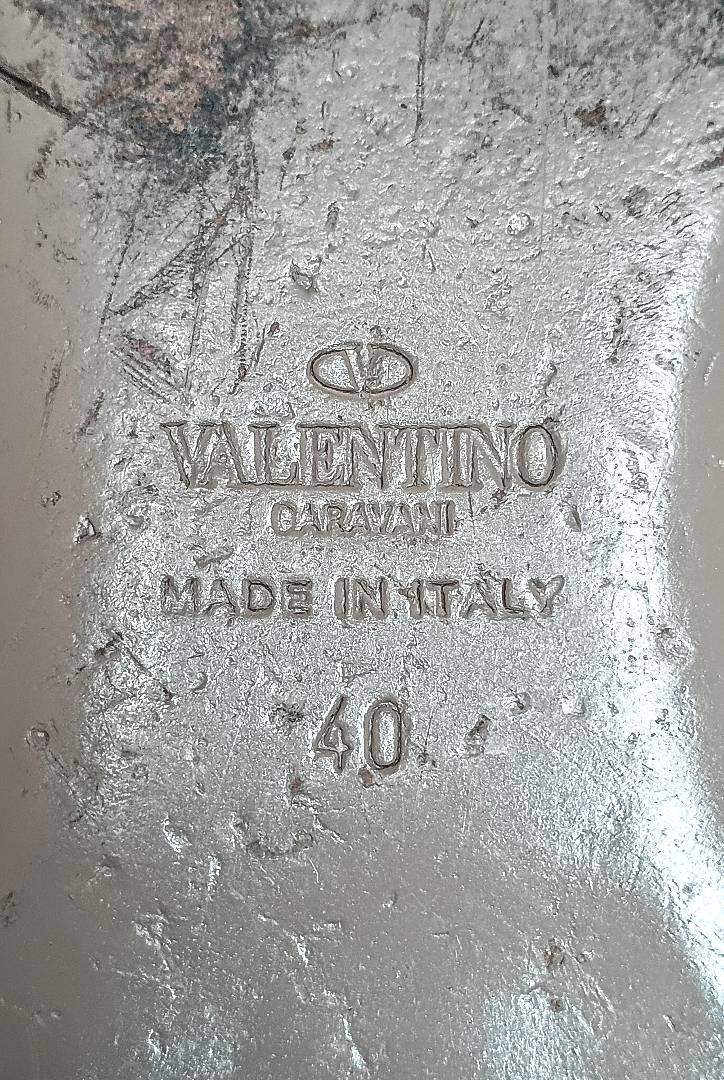 V
VALENTINO
GARAVANI
MADE IN ITALY
40